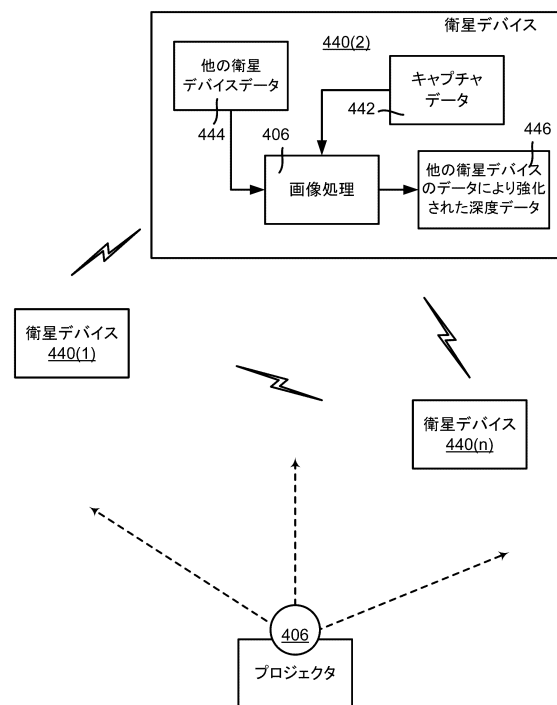 衛星デバイス
440(2)
他の衛星
デバイスデータ
444
キャプチャ
データ
442
406
画像処理
446
他の衛星デバイス
のデータにより強化
された深度データ
衛星デバイス
440(1)
衛星デバイス
440(n)
406
プロジェクタ